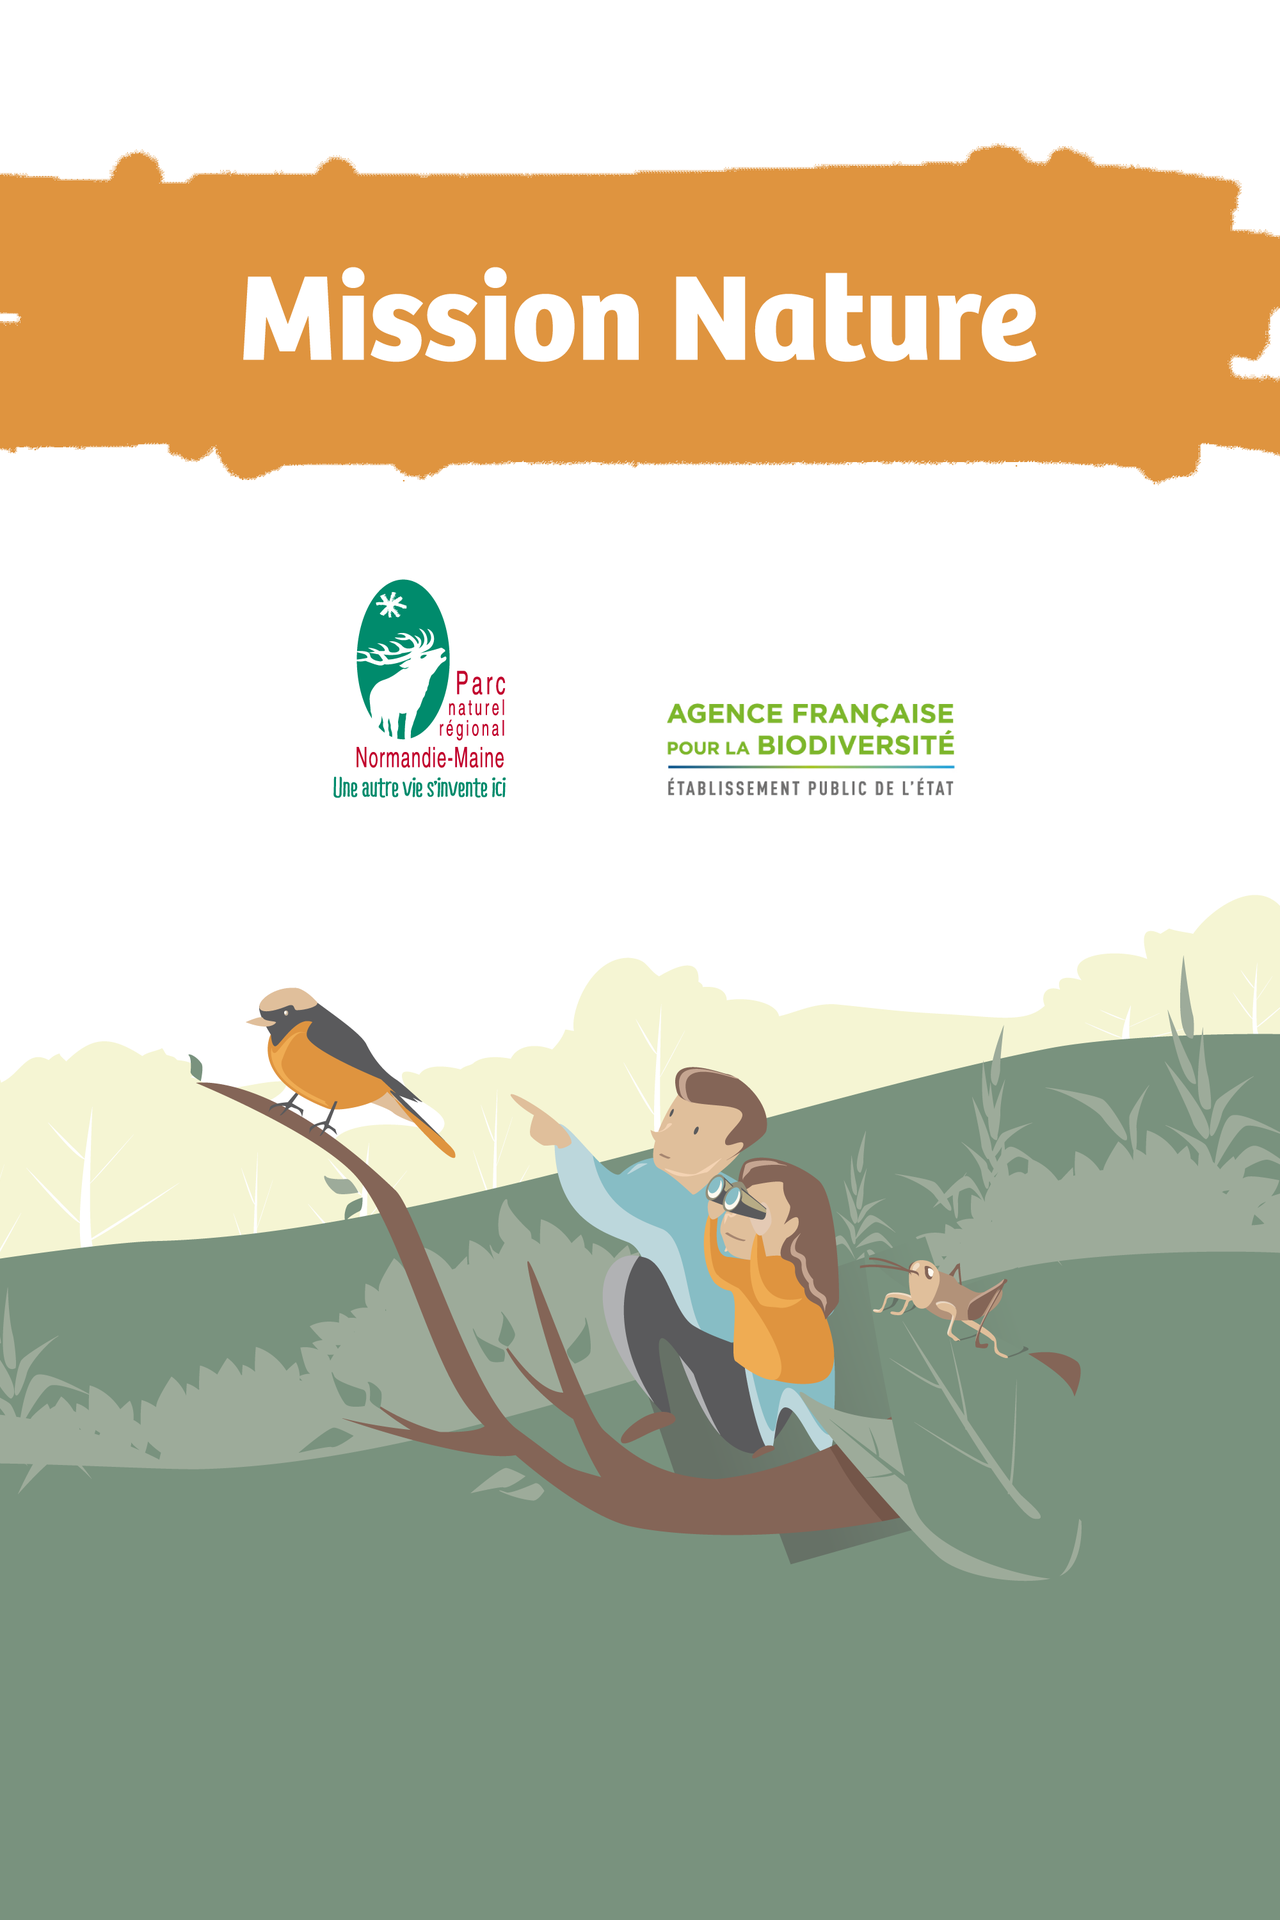 Mission Nature
Parc
naturel
régional
Normandie-Maine
Une autre vie s'invente ici
AGENCE FRANÇAISE
POUR LA BIODIVERSITÉ
ÉTABLISSEMENT PUBLIC DE L'ÉTAT